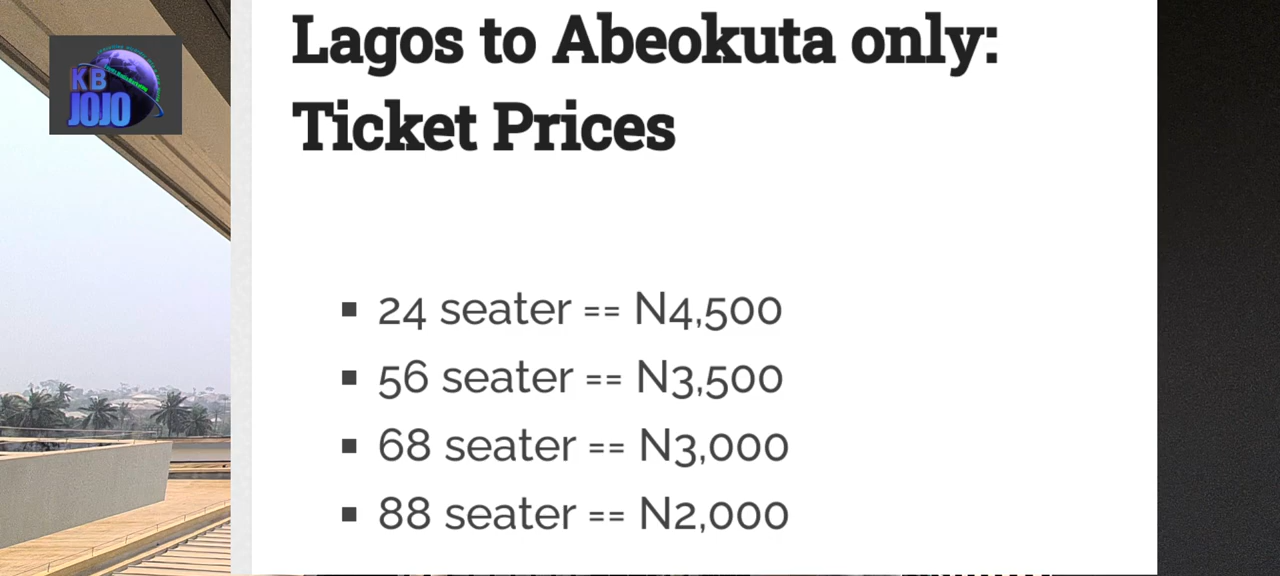 KB
JOJO
Lagos to Abeokuta only:
Ticket Prices
▪ 24 seater == N4,500
▪ 56 seater == N3,500
▪ 68 seater == N3,000
▪ 88 seater == N2,000